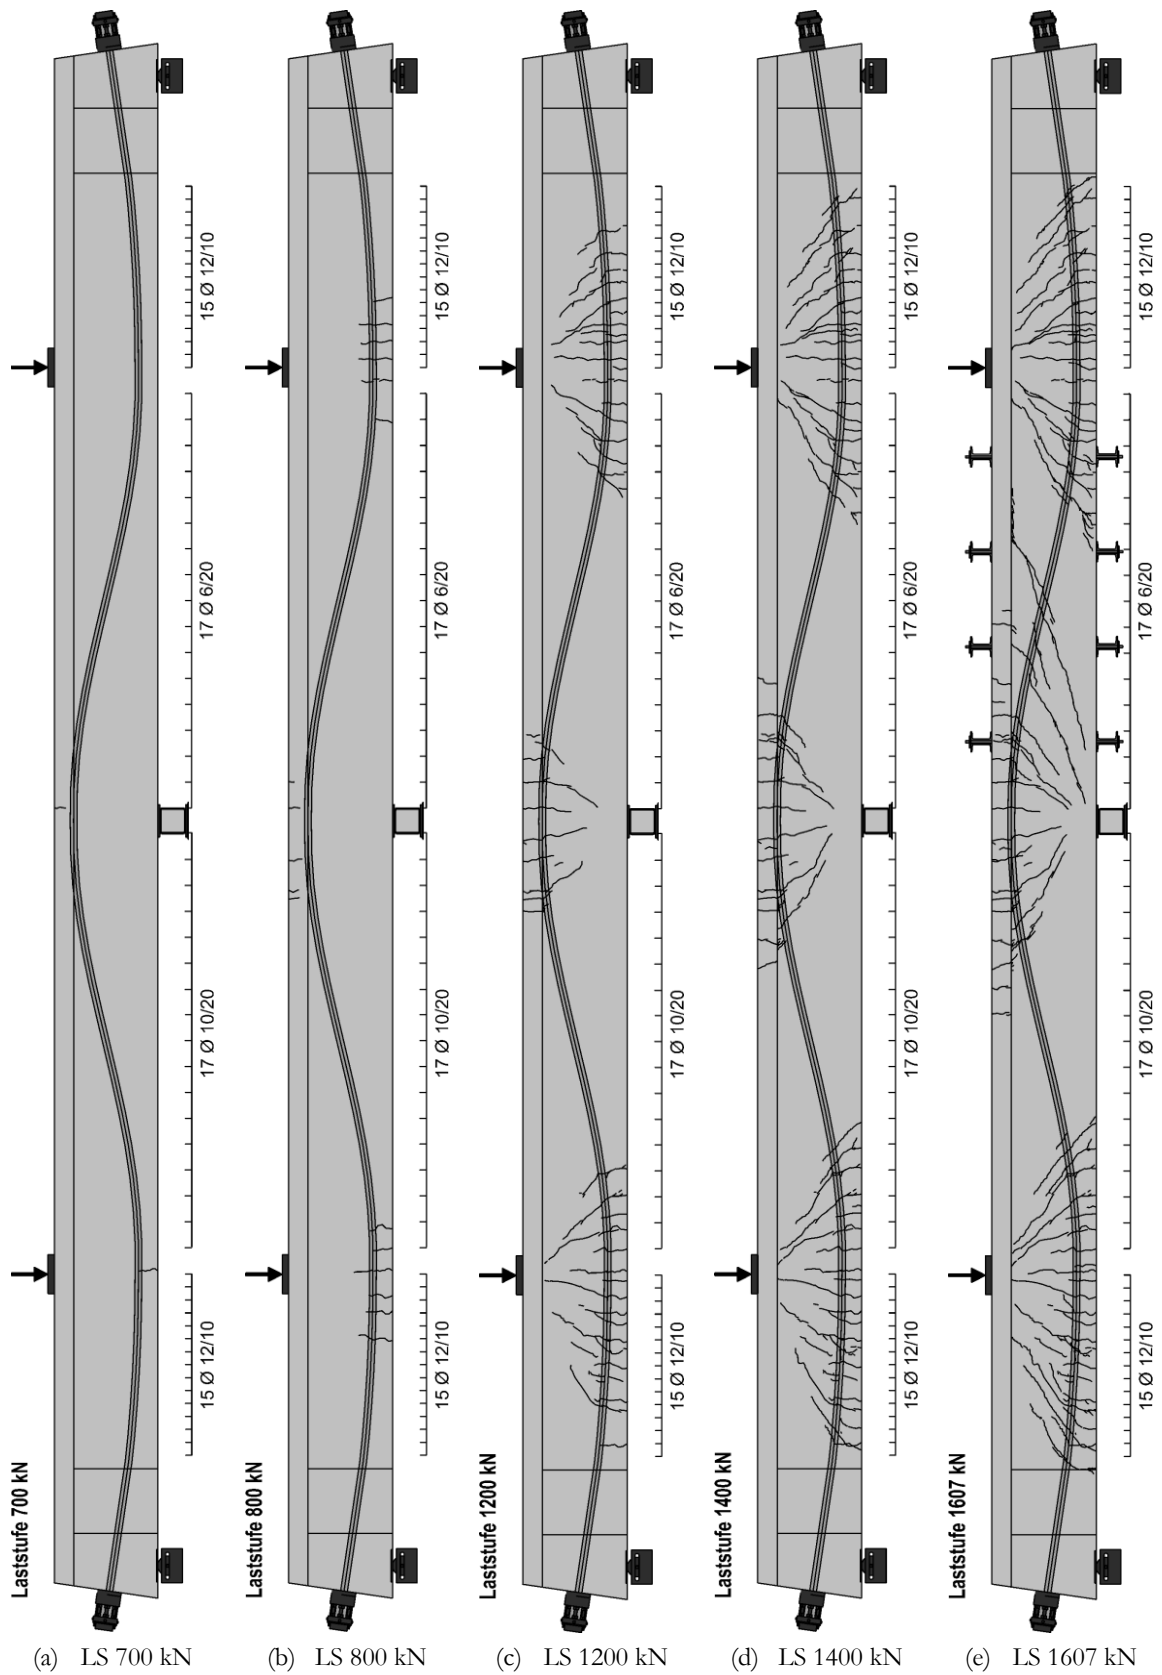 Laststufe 700 kN
15 Ø 12/10
17 Ø 10/20
17 Ø 6/20
15 Ø 12/10
Laststufe 800 kN
15 Ø 12/10
17 Ø 10/20
17 Ø 6/20
15 Ø 12/10
Laststufe 1200 kN
15 Ø 12/10
17 Ø 10/20
17 Ø 6/20
15 Ø 12/10
Laststufe 1400 kN
15 Ø 12/10
17 Ø 10/20
17 Ø 6/20
15 Ø 12/10
Laststufe 1607 kN
15 Ø 12/10
17 Ø 10/20
17 Ø 6/20
15 Ø 12/10
(a) LS 700 kN
(b) LS 800 kN
(c) LS 1200 kN
(d) LS 1400 kN
(e) LS 1607 kN